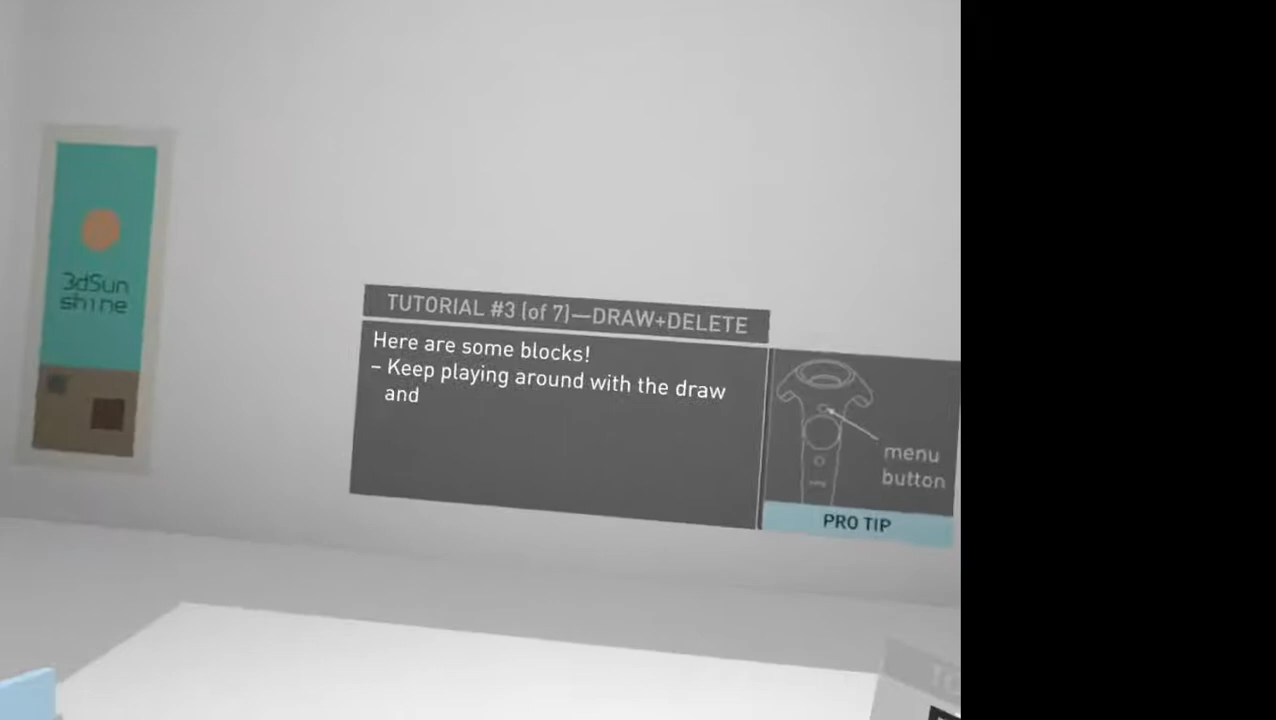 3dSun
shine
TUTORIAL #3 (of 7)—DRAW+DELETE
Here are some blocks!
– Keep playing around with the draw
and
menu
button
PRO TIP